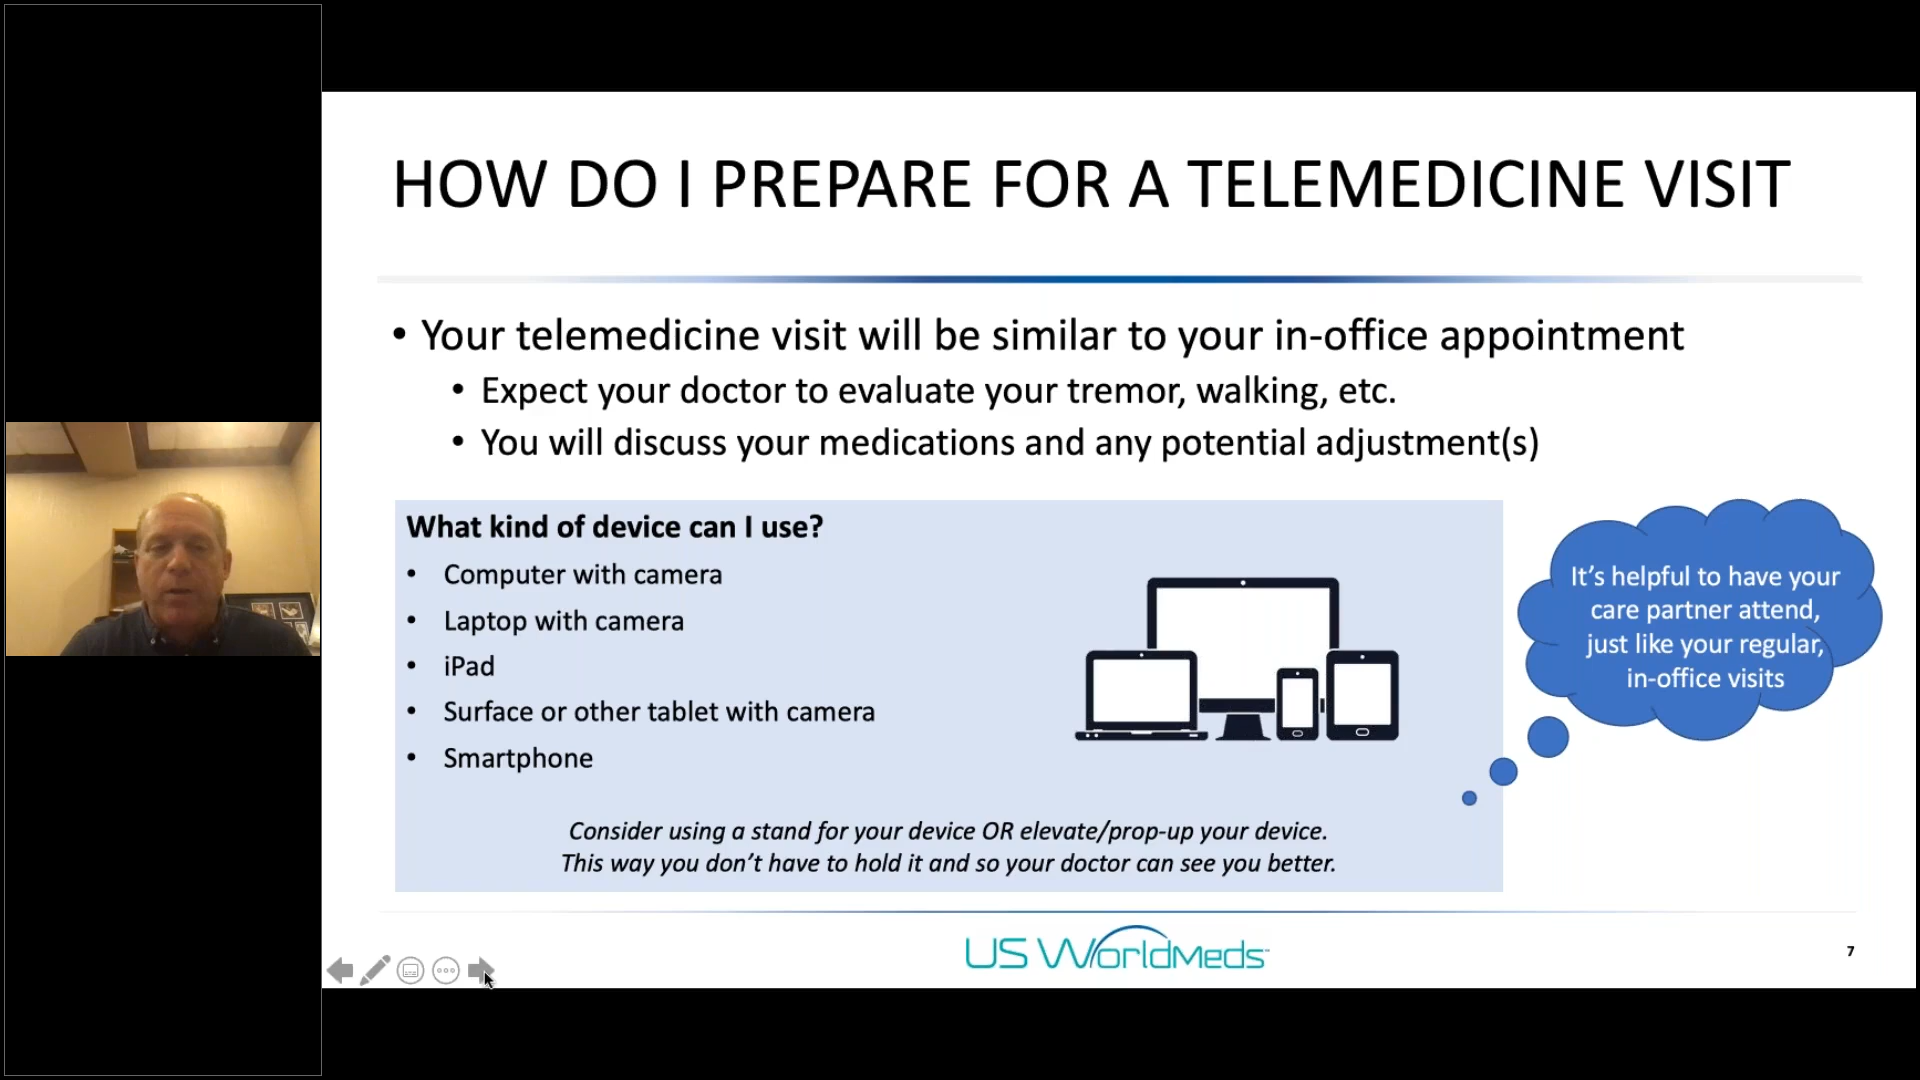 HOW DO I PREPARE FOR A TELEMEDICINE VISIT
• Your telemedicine visit will be similar to your in-office appointment
• Expect your doctor to evaluate your tremor, walking, etc.
• You will discuss your medications and any potential adjustment(s)
What kind of device can I use?
• Computer with camera
• Laptop with camera
• iPad
• Surface or other tablet with camera
• Smartphone
Consider using a stand for your device OR elevate/prop-up your device.
This way you don’t have to hold it and so your doctor can see you better.
It’s helpful to have your
care partner attend,
just like your regular,
in-office visits
US WorldMeds™
7